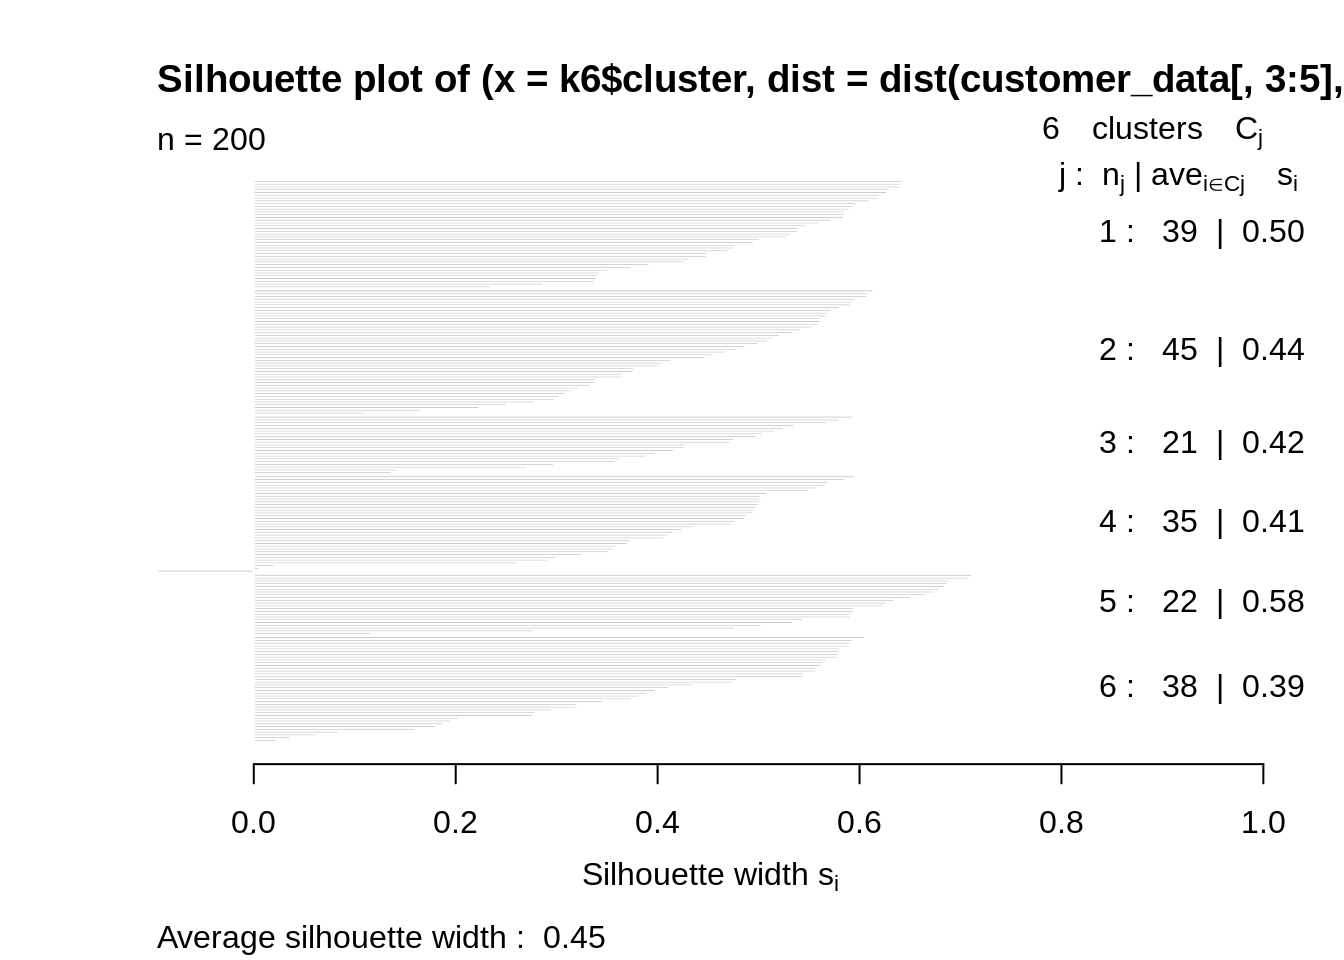 Silhouette plot of (x = k6$cluster, dist = dist(customer_data[, 3:5],
n = 200
6 clusters Cj
j : nj | avei∈Cj si
1 : 39 | 0.50
2 : 45 | 0.44
3 : 21 | 0.42
4 : 35 | 0.41
5 : 22 | 0.58
6 : 38 | 0.39
0.0 0.2 0.4 0.6 0.8 1.0
Silhouette width si
Average silhouette width : 0.45